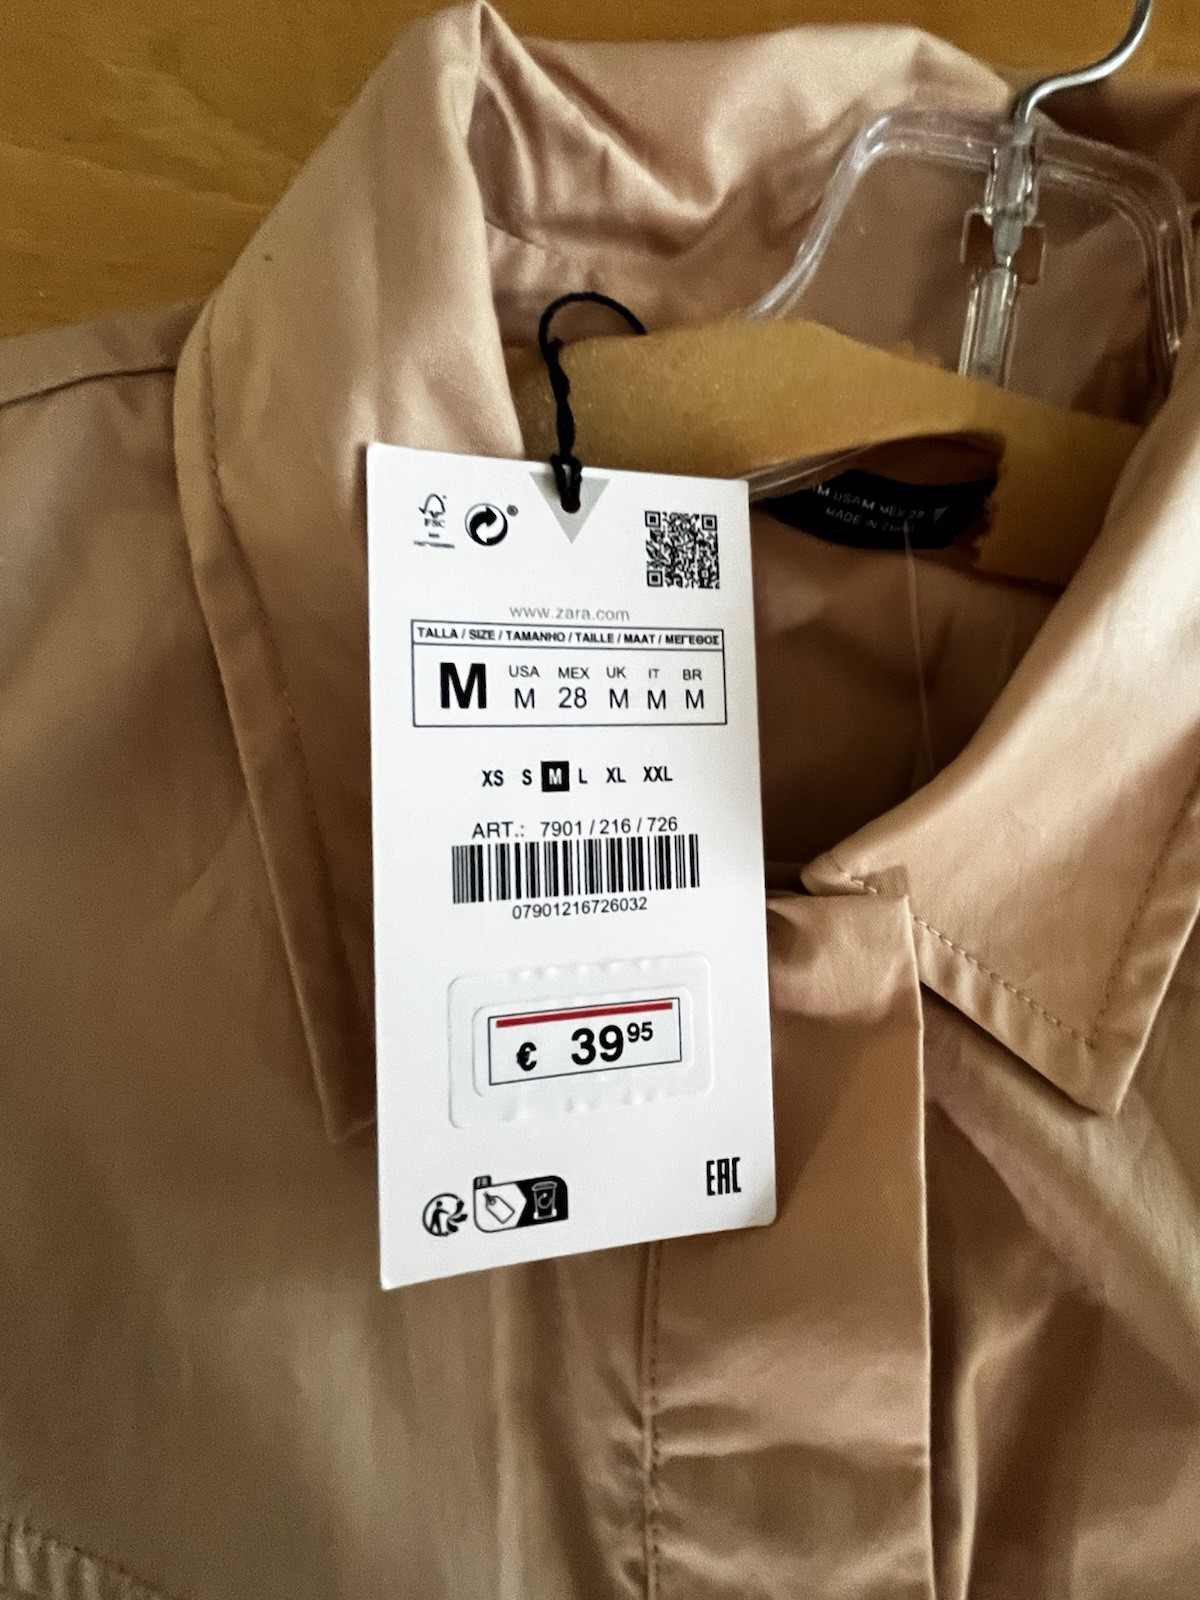 FSC
®
www.zara.com
TALLA / SIZE / TAMANHO / TAILLE / MAAT / ΜΕΓΕΘΟΣ
M
USA MEX UK IT BR
M 28 M M M
XS S M L XL XXL
ART.: 7901 / 216 / 726
07901216726032
€ 39 95
FR
EAC
M USA M MEX 28
MADE IN